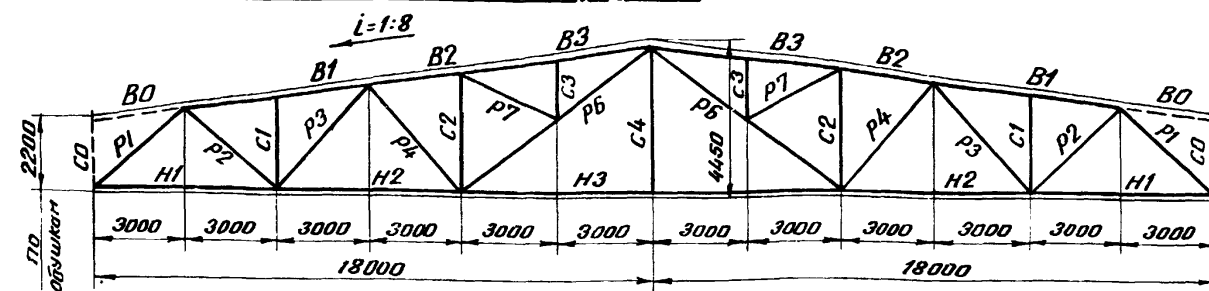 i=1:8
B0 B1 B2 B3 B3 B2 B1 B0
C0 P1 P2 C1 P3 P4 C2 P7 C3 P6 C4 P6 C3 P7 C2 P4 P3 C1 P2 P1 C0
2200 4450
H1 H2 H3 H2 H1
3000 3000 3000 3000 3000 3000 3000 3000 3000 3000 3000 3000
по
обушкам
18000 18000